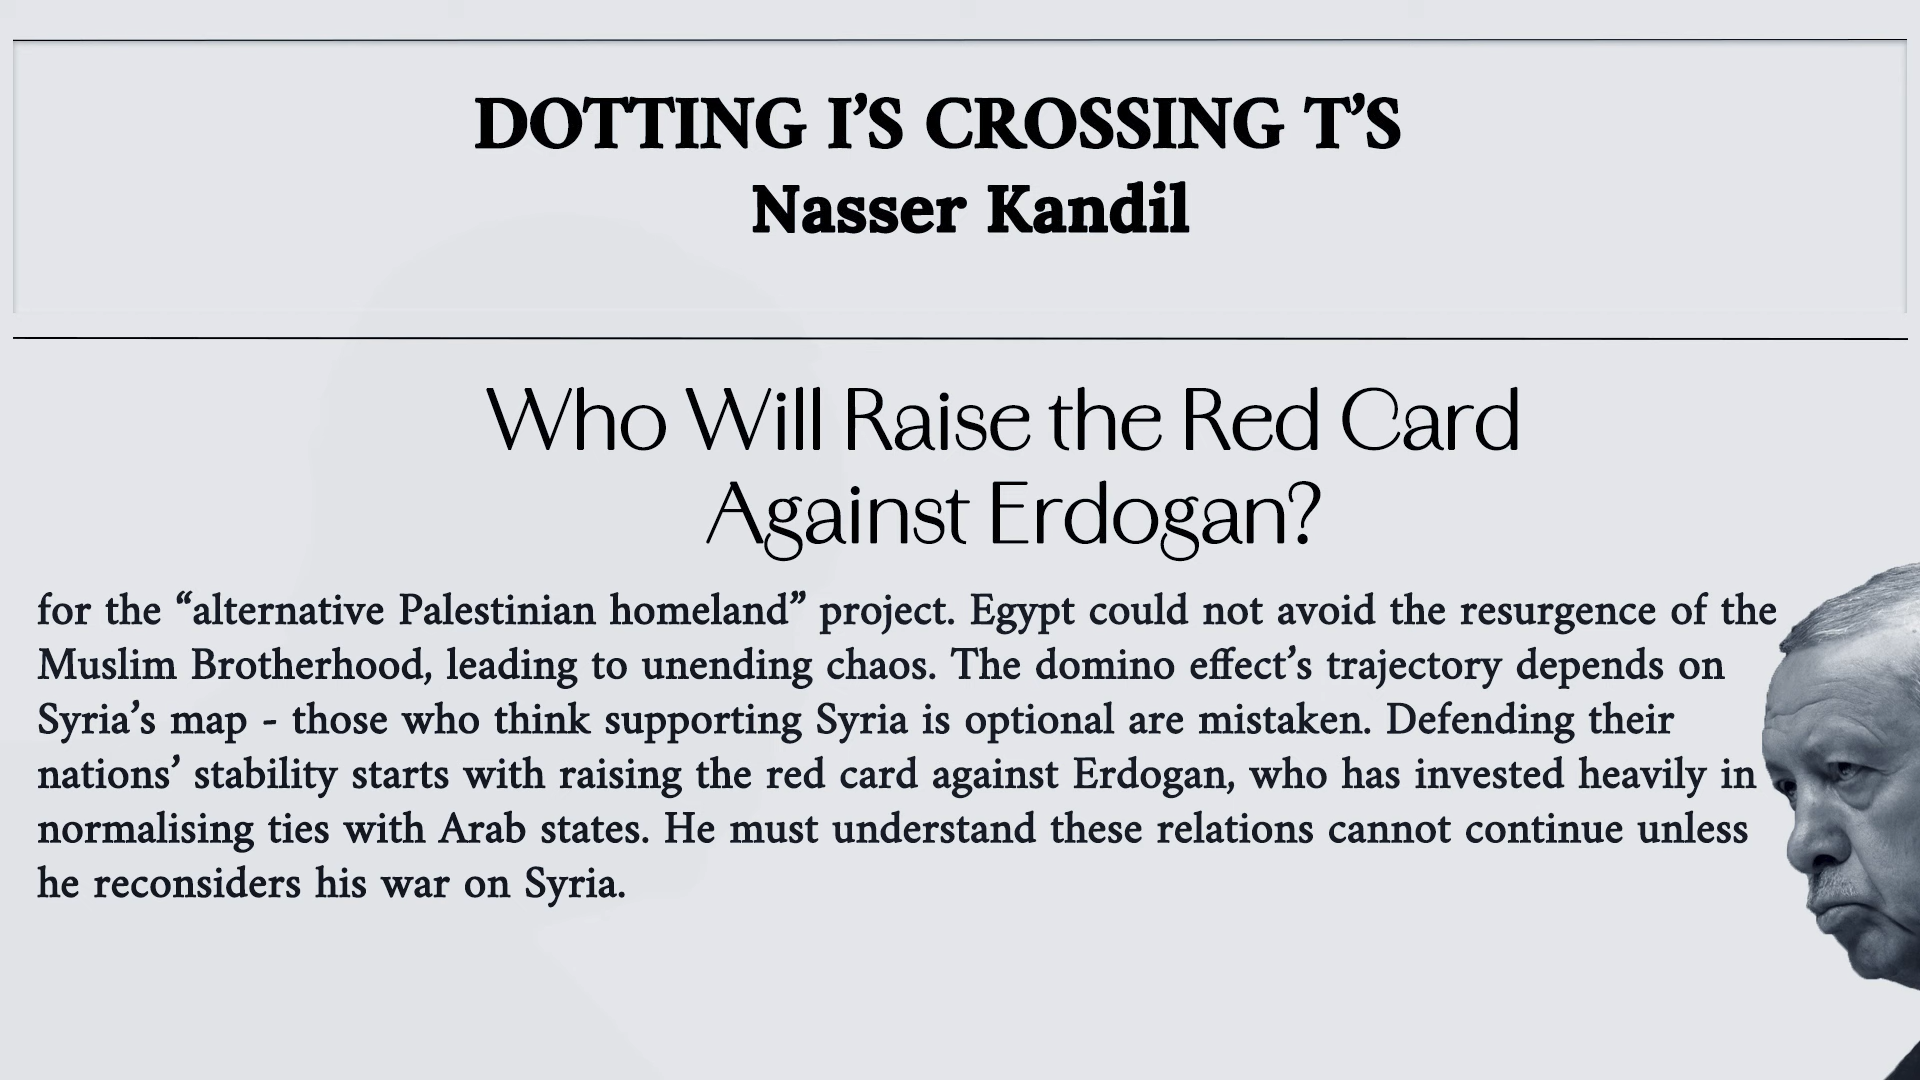 DOTTING I’S CROSSING T’S
Nasser Kandil
Who Will Raise the Red Card
Against Erdogan?
for the “alternative Palestinian homeland” project. Egypt could not avoid the resurgence of the
Muslim Brotherhood, leading to unending chaos. The domino effect’s trajectory depends on
Syria’s map - those who think supporting Syria is optional are mistaken. Defending their
nations’ stability starts with raising the red card against Erdogan, who has invested heavily in
normalising ties with Arab states. He must understand these relations cannot continue unless
he reconsiders his war on Syria.